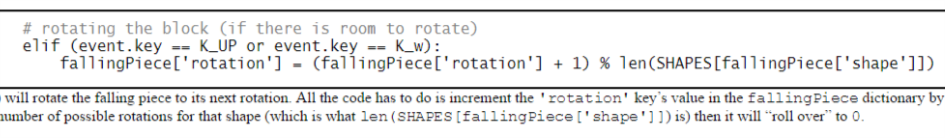 # rotating the block (if there is room to rotate)
elif (event.key == K_UP or event.key == K_w):
fallingPiece['rotation'] = (fallingPiece['rotation'] + 1) % len(SHAPES[fallingPiece['shape']])
will rotate the falling piece to its next rotation. All the code has to do is increment the 'rotation' key's value in the fallingPiece dictionary by
number of possible rotations for that shape (which is what len(SHAPES[fallingPiece['shape']]) is) then it will "roll over" to 0.